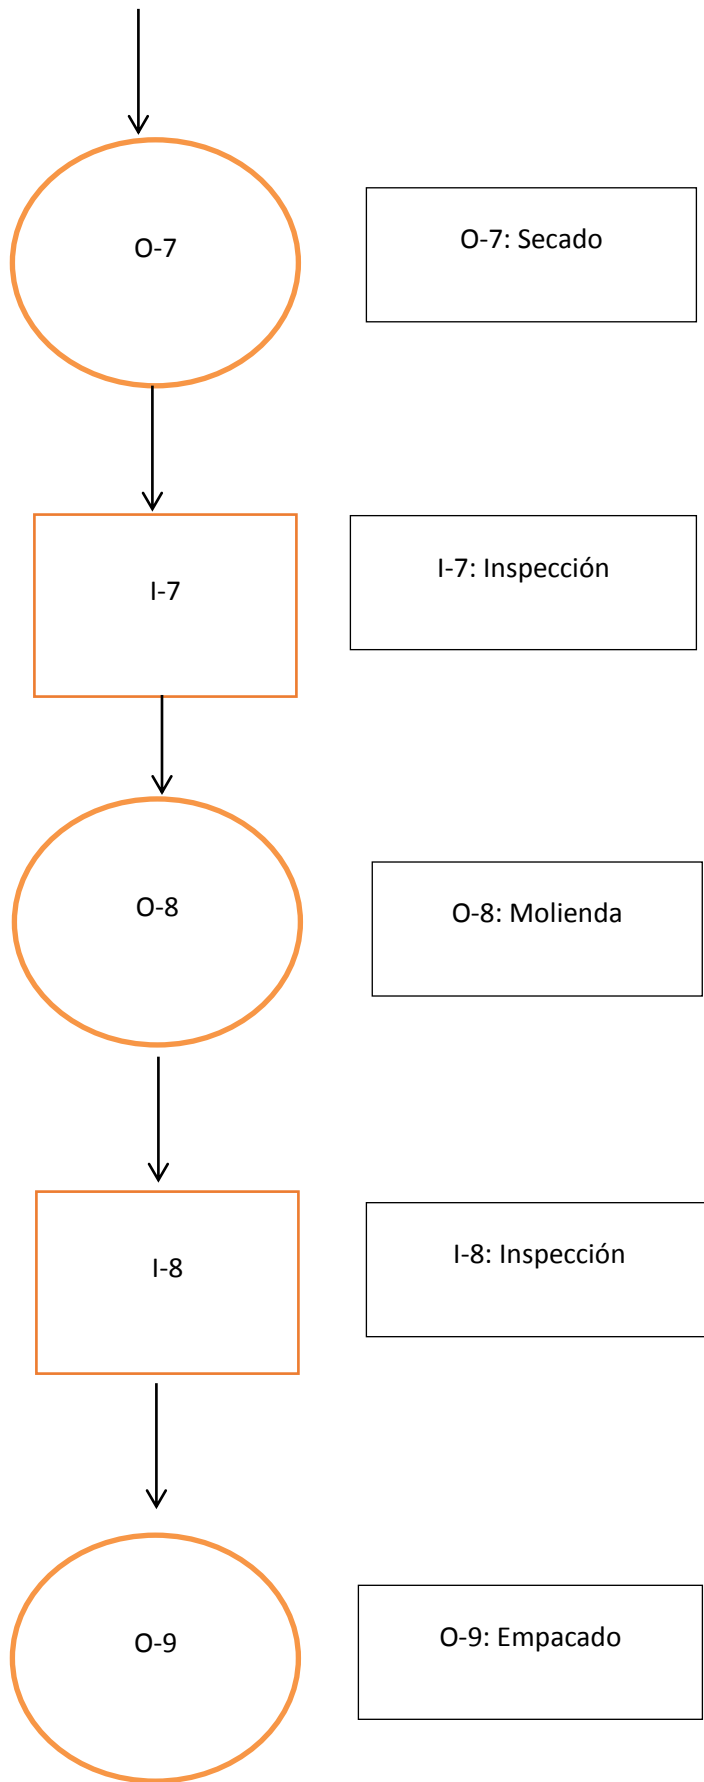 O-7
O-7: Secado
I-7
I-7: Inspección
O-8
O-8: Molienda
I-8
I-8: Inspección
O-9
O-9: Empacado